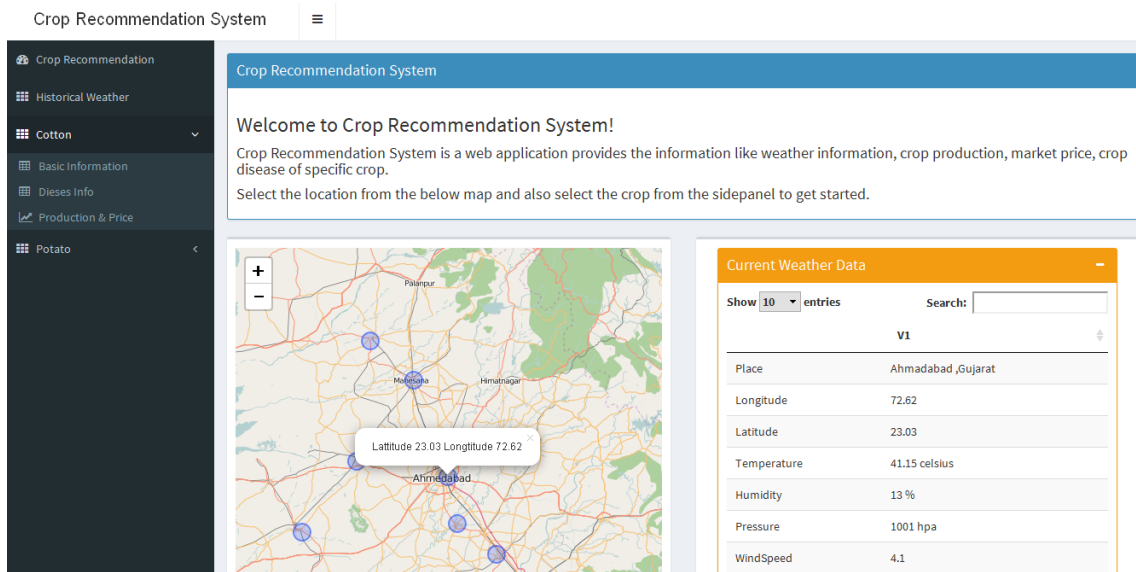 Crop Recommendation System
Crop Recommendation
Historical Weather
Cotton
Basic Information
Dieses Info
Production & Price
Potato
Crop Recommendation System
Welcome to Crop Recommendation System!
Crop Recommendation System is a web application provides the information like weather information, crop production, market price, crop
disease of specific crop.
Select the location from the below map and also select the crop from the sidepanel to get started.
+
−
Palanpur
Mahesana
Himatnagar
Lattitude 23.03 Longtitude 72.62 ×
Ahmedabad
Current Weather Data −
Show 10 entries Search:
V1
Place Ahmadabad ,Gujarat
Longitude 72.62
Latitude 23.03
Temperature 41.15 celsius
Humidity 13 %
Pressure 1001 hpa
WindSpeed 4.1